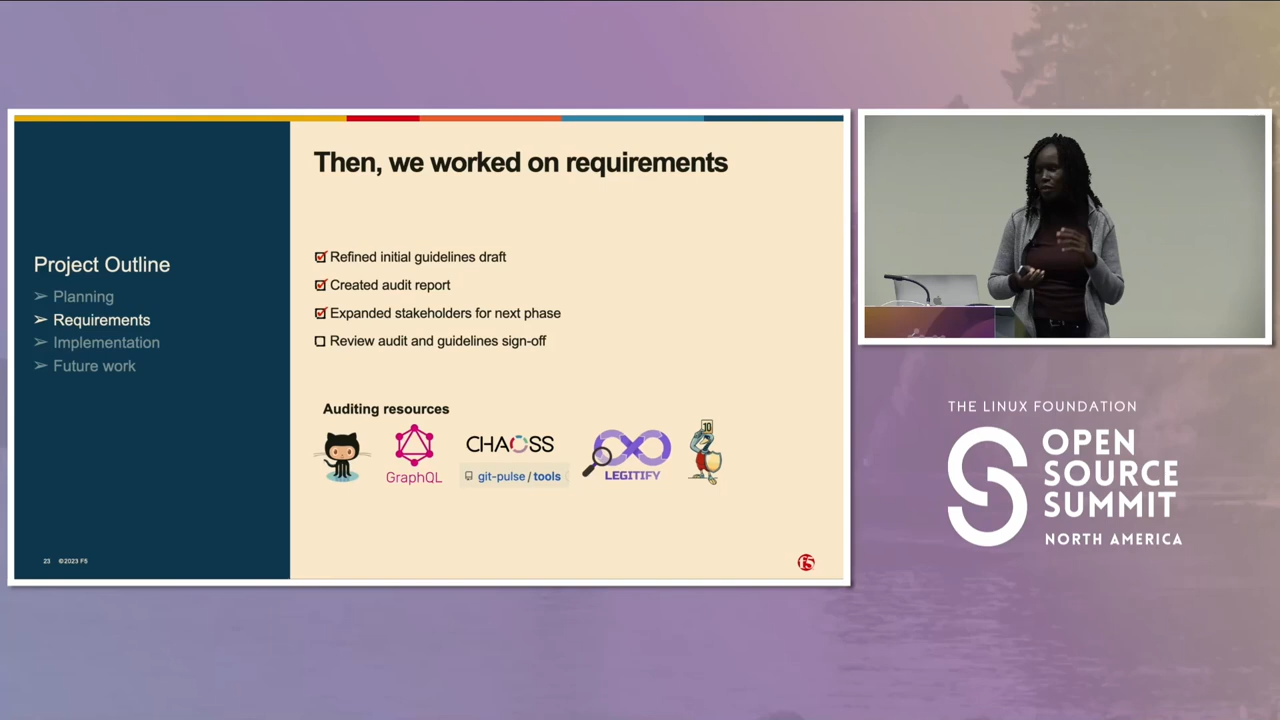 Then, we worked on requirements
Project Outline
➢ Planning
➢ Requirements
➢ Implementation
➢ Future work
Refined initial guidelines draft
Created audit report
Expanded stakeholders for next phase
Review audit and guidelines sign-off
Auditing resources
GraphQL
CHAOSS
git-pulse / tools
LEGITIFY
10
23 ©2023 F5
F5
THE LINUX FOUNDATION
OPEN
SOURCE
SUMMIT
NORTH AMERICA